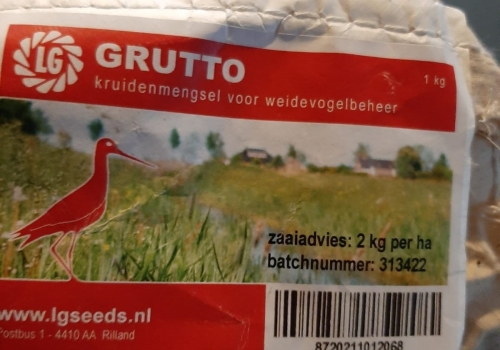 LG GRUTTO
kruidenmengsel voor weidevogelbeheer
1 kg
zaaiadvies: 2 kg per ha
batchnummer: 313422
www.lgseeds.nl
Postbus 1 - 4410 AA Rilland
8720211012068